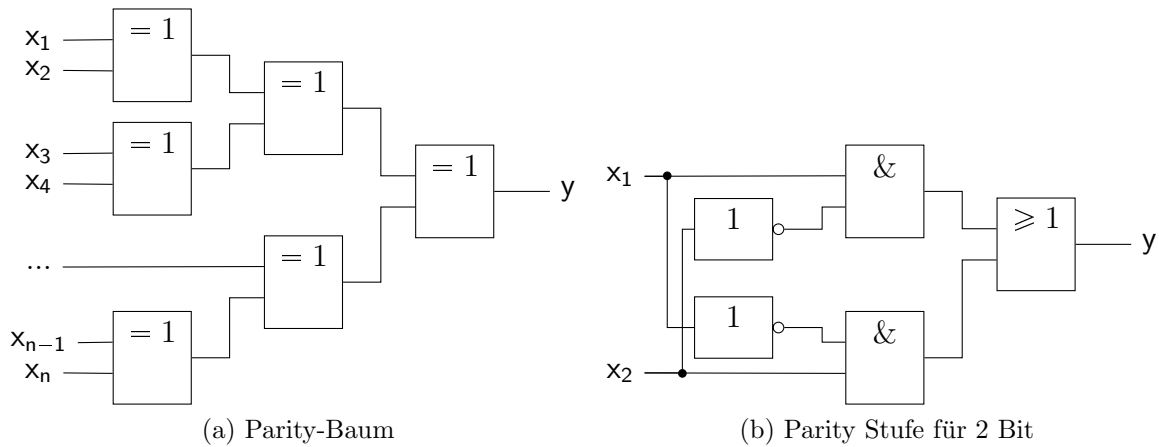 x₁
x₂
= 1
= 1
x₃
x₄
= 1
= 1
y
...
= 1
xₙ₋₁
xₙ
= 1
(a) Parity-Baum
x₁
&
1
⩾ 1
y
1
&
x₂
(b) Parity Stufe für 2 Bit